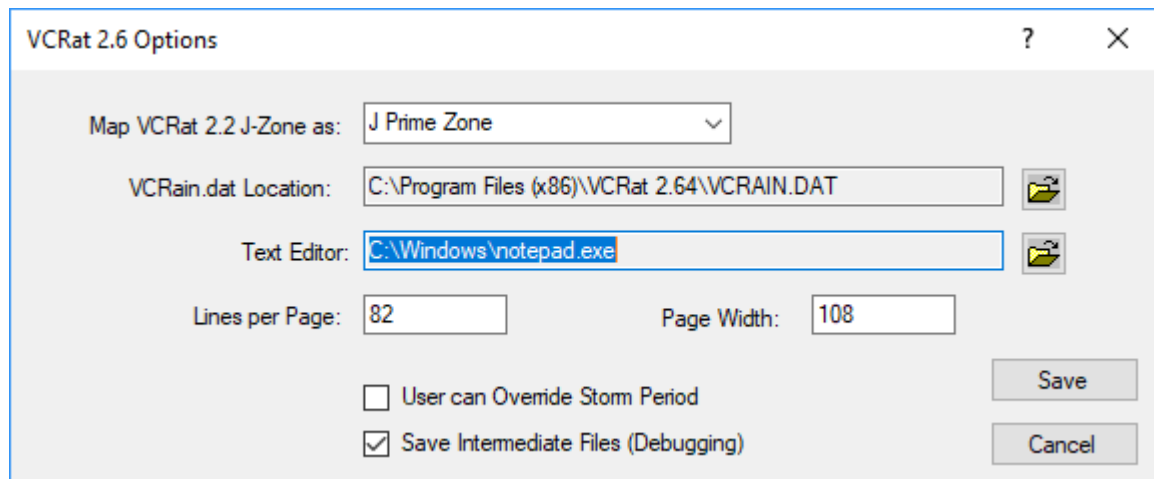 VCRat 2.6 Options
Map VCRat 2.2 J-Zone as: J Prime Zone
VCRain.dat Location: C:\Program Files (x86)\VCRat 2.64\VCRAIN.DAT
Text Editor: C:\Windows\notepad.exe
Lines per Page: 82 Page Width: 108
User can Override Storm Period
Save
Save Intermediate Files (Debugging)
Cancel